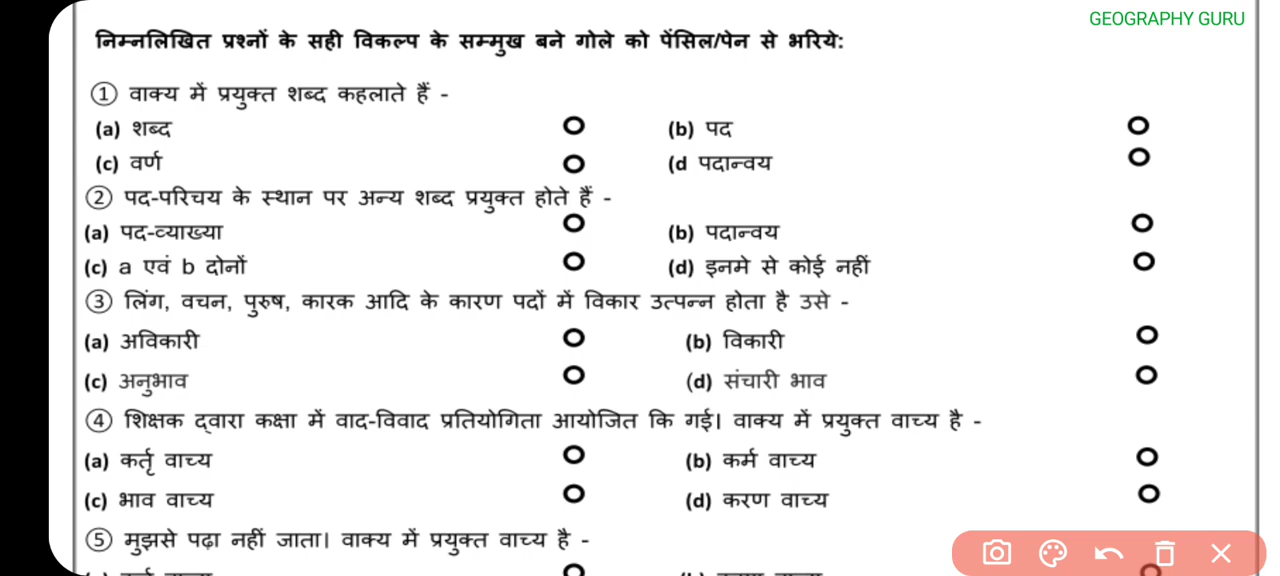 GEOGRAPHY GURU
निम्नलिखित प्रश्नों के सही विकल्प के सम्मुख बने गोले को पेंसिल/पेन से भरिये:
① वाक्य में प्रयुक्त शब्द कहलाते हैं -
(a) शब्द (b) पद
(c) वर्ण (d पदान्वय
② पद-परिचय के स्थान पर अन्य शब्द प्रयुक्त होते हैं -
(a) पद-व्याख्या (b) पदान्वय
(c) a एवं b दोनों (d) इनमे से कोई नहीं
③ लिंग, वचन, पुरुष, कारक आदि के कारण पदों में विकार उत्पन्न होता है उसे -
(a) अविकारी (b) विकारी
(c) अनुभाव (d) संचारी भाव
④ शिक्षक द्वारा कक्षा में वाद-विवाद प्रतियोगिता आयोजित कि गई। वाक्य में प्रयुक्त वाच्य है -
(a) कर्तृ वाच्य (b) कर्म वाच्य
(c) भाव वाच्य (d) करण वाच्य
⑤ मुझसे पढ़ा नहीं जाता। वाक्य में प्रयुक्त वाच्य है -